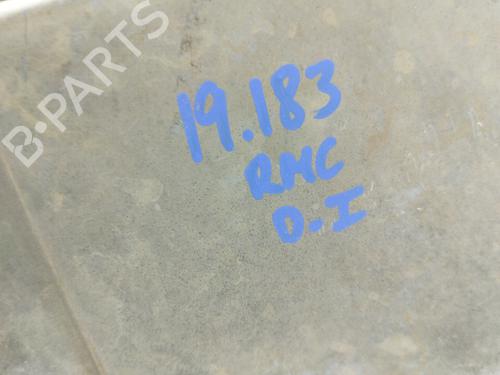 B-PARTS
19.183
RMC
D-I